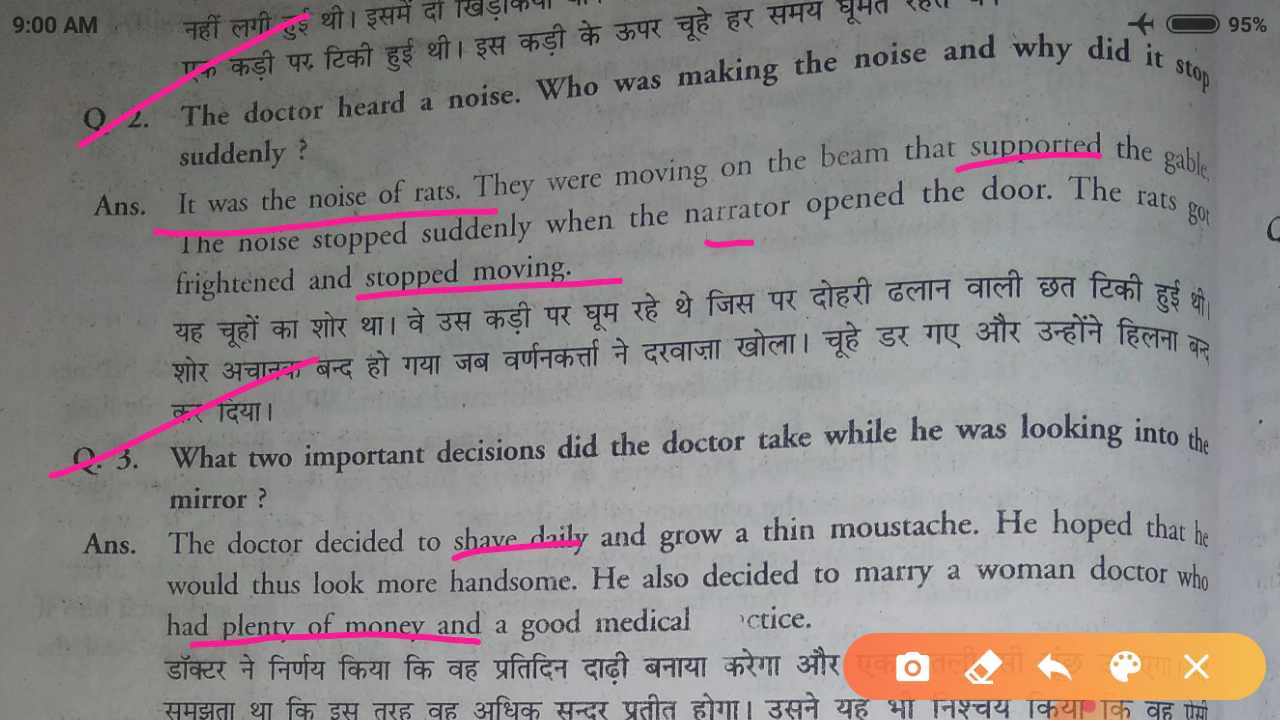 9:00 AM
95%
नहीं लगी हुई थी। इसमें दो खिड़कियाँ
एक कड़ी पर टिकी हुई थी। इस कड़ी के ऊपर चूहे हर समय घूमते रहते
Q. 2. The doctor heard a noise. Who was making the noise and why did it stop
suddenly ?
Ans. It was the noise of rats. They were moving on the beam that supported the gable.
The noise stopped suddenly when the narrator opened the door. The rats got
frightened and stopped moving.
यह चूहों का शोर था। वे उस कड़ी पर घूम रहे थे जिस पर दोहरी ढलान वाली छत टिकी हुई थी।
शोर अचानक बन्द हो गया जब वर्णनकर्त्ता ने दरवाज़ा खोला। चूहे डर गए और उन्होंने हिलना बन्द
कर दिया।
Q. 3. What two important decisions did the doctor take while he was looking into the
mirror ?
Ans. The doctor decided to shave daily and grow a thin moustache. He hoped that he
would thus look more handsome. He also decided to marry a woman doctor who
had plenty of money and a good medical ctice.
डॉक्टर ने निर्णय किया कि वह प्रतिदिन दाढ़ी बनाया करेगा और एक
समझता था कि इस तरह वह अधिक सुन्दर प्रतीत होगा। उसने यह भी निश्चय किया कि वह ऐसी